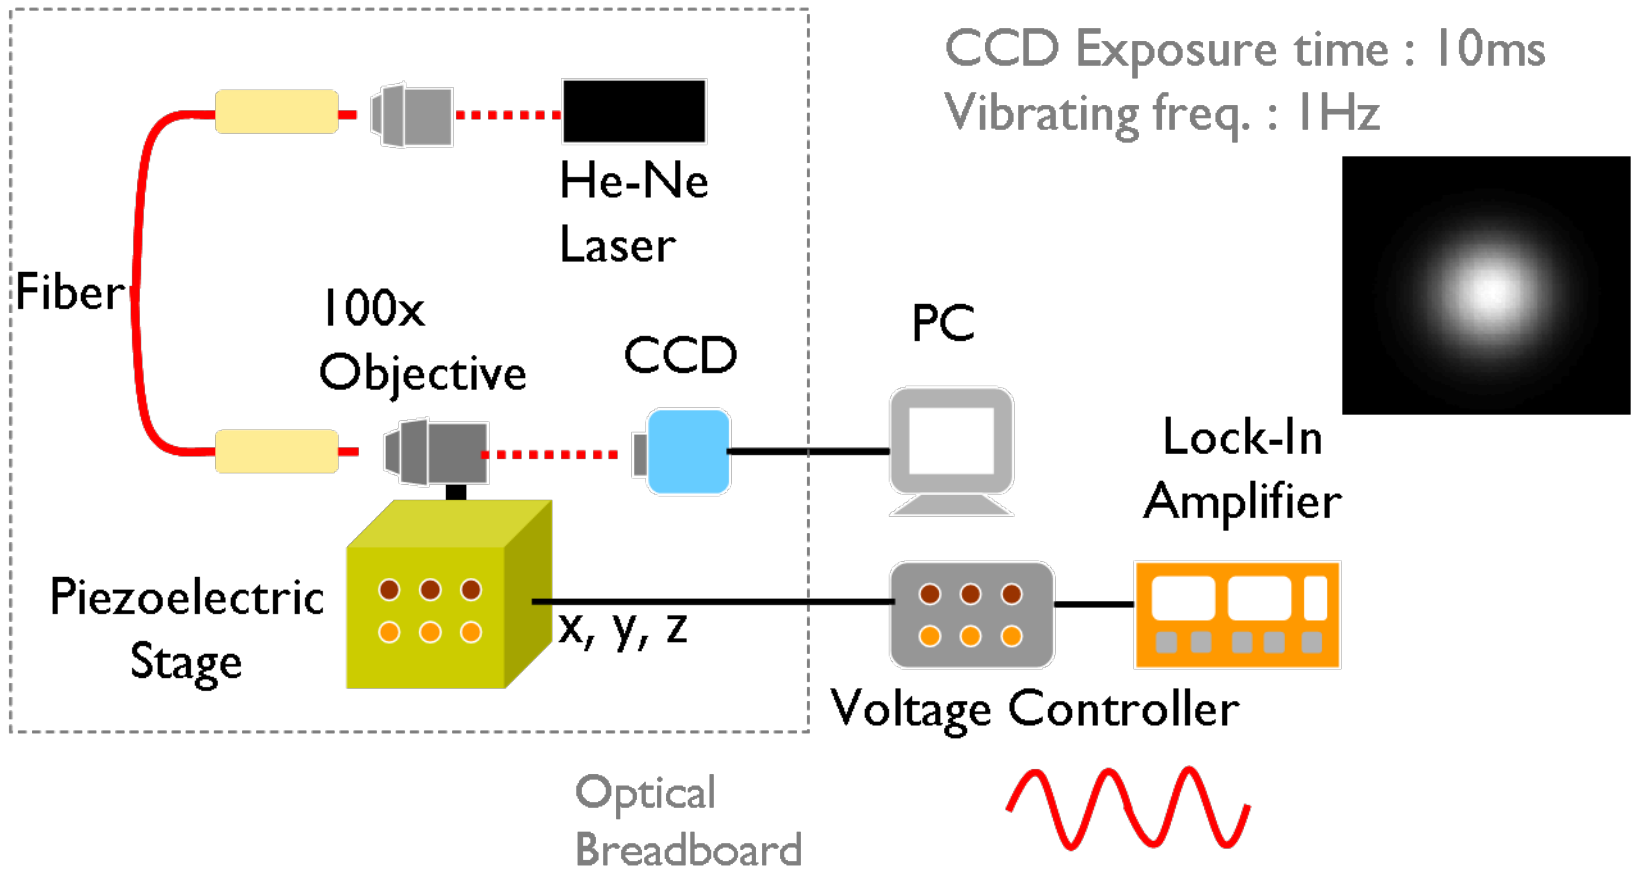 CCD Exposure time : 10ms
Vibrating freq. : 1Hz
He-Ne
Laser
Fiber
100x
Objective
CCD
PC
Lock-In
Amplifier
Piezoelectric
Stage
x, y, z
Voltage Controller
Optical
Breadboard